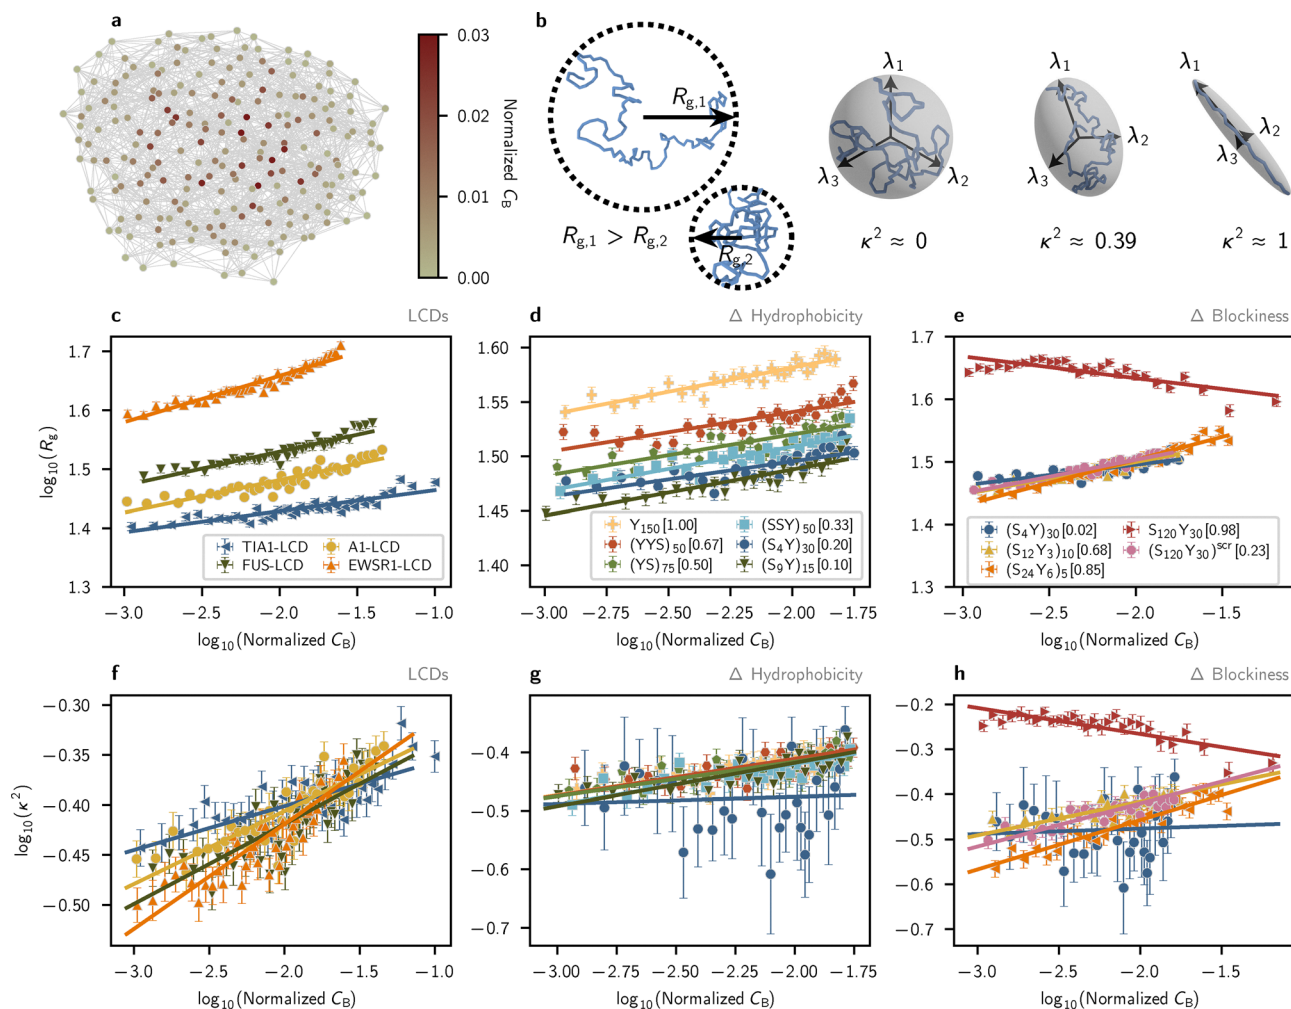 a
0.03
0.02
0.01
0.00
Normalized C_B
b
R_g,1
R_g,1 > R_g,2
R_g,2
λ_1
λ_3
λ_2
κ² ≈ 0
λ_1
λ_2
λ_3
κ² ≈ 0.39
λ_1
λ_2
λ_3
κ² ≈ 1
c
LCDs
log₁₀(R_g)
1.7
1.6
1.5
1.4
1.3
TIA1-LCD
FUS-LCD
A1-LCD
EWSR1-LCD
−3.0 −2.5 −2.0 −1.5 −1.0
log₁₀(Normalized C_B)
d
Δ Hydrophobicity
1.60
1.55
1.50
1.45
1.40
Y₁₅₀[1.00]
(YYS)₅₀[0.67]
(YS)₇₅[0.50]
(SSY)₅₀[0.33]
(S₄Y)₃₀[0.20]
(S₉Y)₁₅[0.10]
−3.00 −2.75 −2.50 −2.25 −2.00 −1.75
log₁₀(Normalized C_B)
e
Δ Blockiness
1.7
1.6
1.5
1.4
1.3
(S₄Y)₃₀[0.02]
(S₁₂Y₃)₁₀[0.68]
(S₂₄Y₆)₅[0.85]
S₁₂₀Y₃₀[0.98]
(S₁₂₀Y₃₀)ˢᶜʳ[0.23]
−3.0 −2.5 −2.0 −1.5
log₁₀(Normalized C_B)
f
LCDs
log₁₀(κ²)
−0.30
−0.35
−0.40
−0.45
−0.50
−3.0 −2.5 −2.0 −1.5 −1.0
log₁₀(Normalized C_B)
g
Δ Hydrophobicity
−0.4
−0.5
−0.6
−0.7
−3.00 −2.75 −2.50 −2.25 −2.00 −1.75
log₁₀(Normalized C_B)
h
Δ Blockiness
−0.2
−0.3
−0.4
−0.5
−0.6
−0.7
−3.0 −2.5 −2.0 −1.5
log₁₀(Normalized C_B)